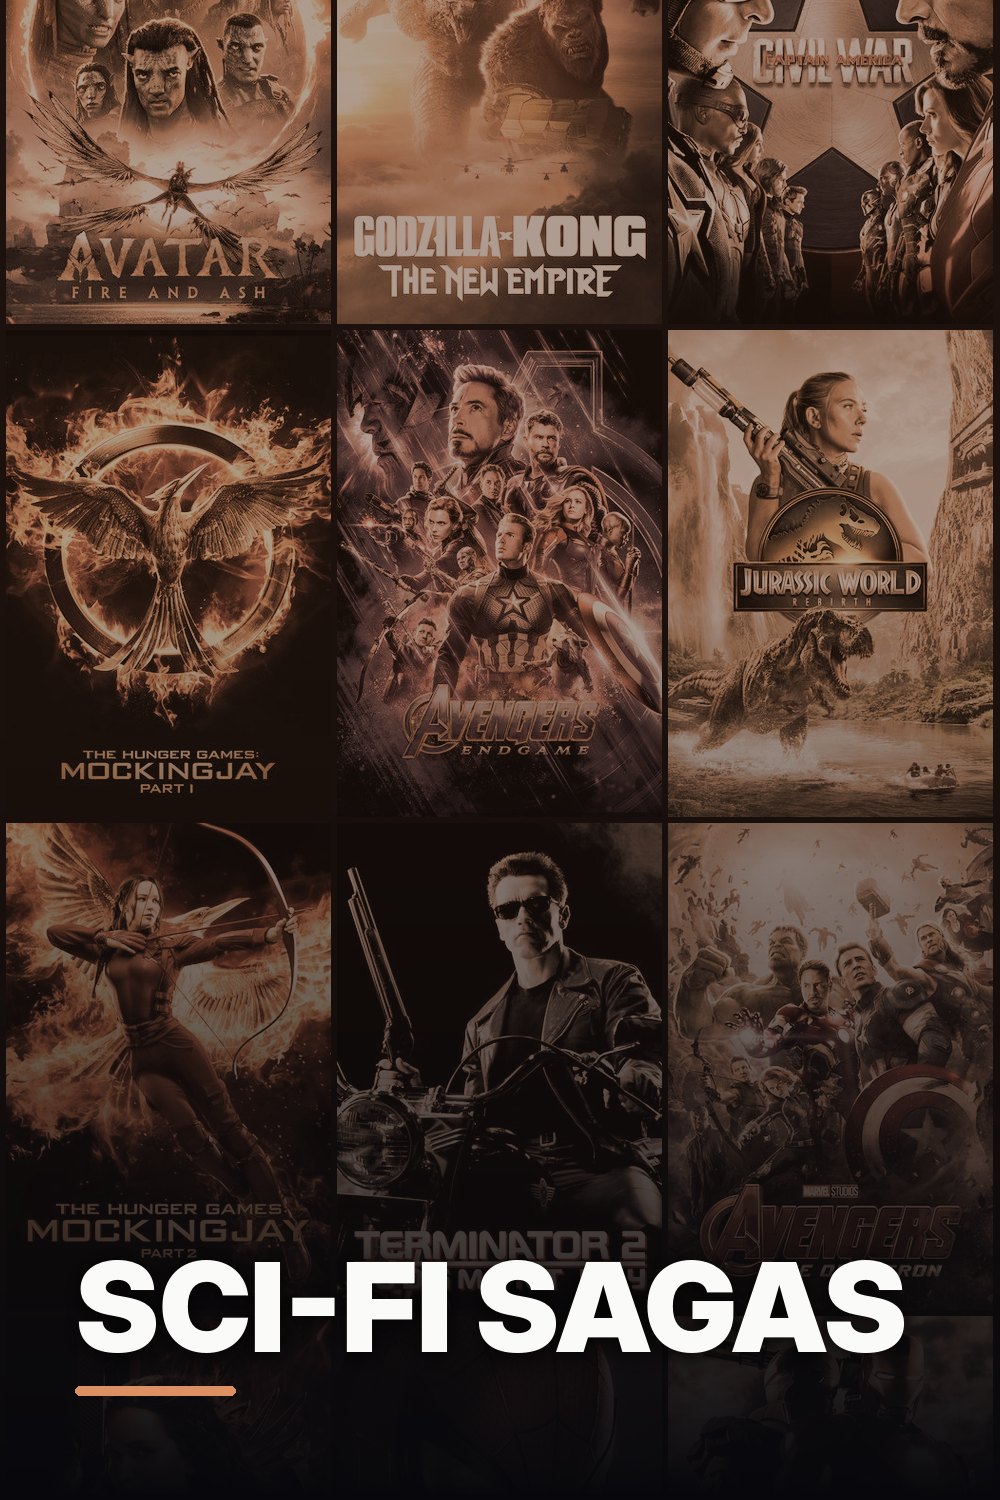 AVATAR
FIRE AND ASH
GODZILLA x KONG
THE NEW EMPIRE
CIVIL WAR
CAPTAIN AMERICA
THE HUNGER GAMES:
MOCKINGJAY
PART 1
AVENGERS
ENDGAME
JURASSIC WORLD
REBIRTH
THE HUNGER GAMES:
MOCKINGJAY
PART 2
TERMINATOR 2
MARVEL STUDIOS
AVENGERS
SCI-FI SAGAS